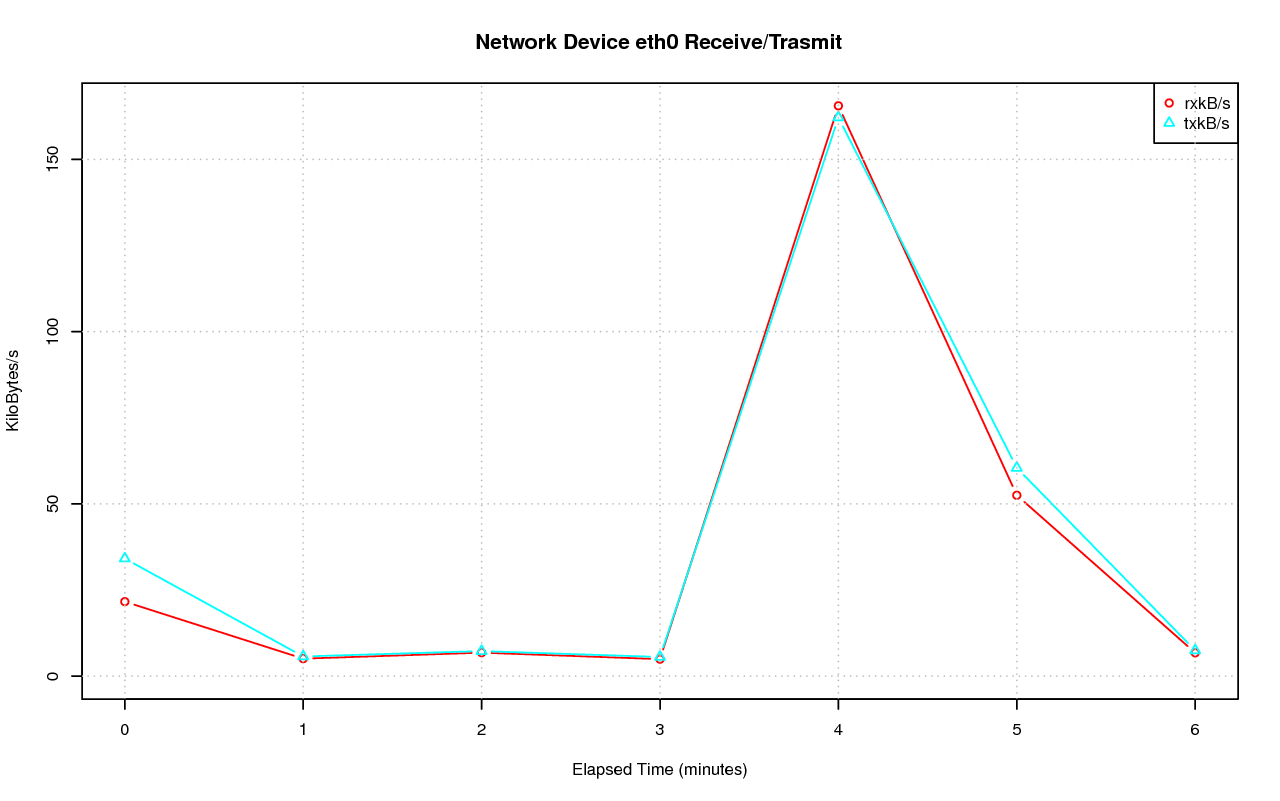 Network Device eth0 Receive/Trasmit
rxkB/s
txkB/s
150
100
50
0
KiloBytes/s
0 1 2 3 4 5 6
Elapsed Time (minutes)